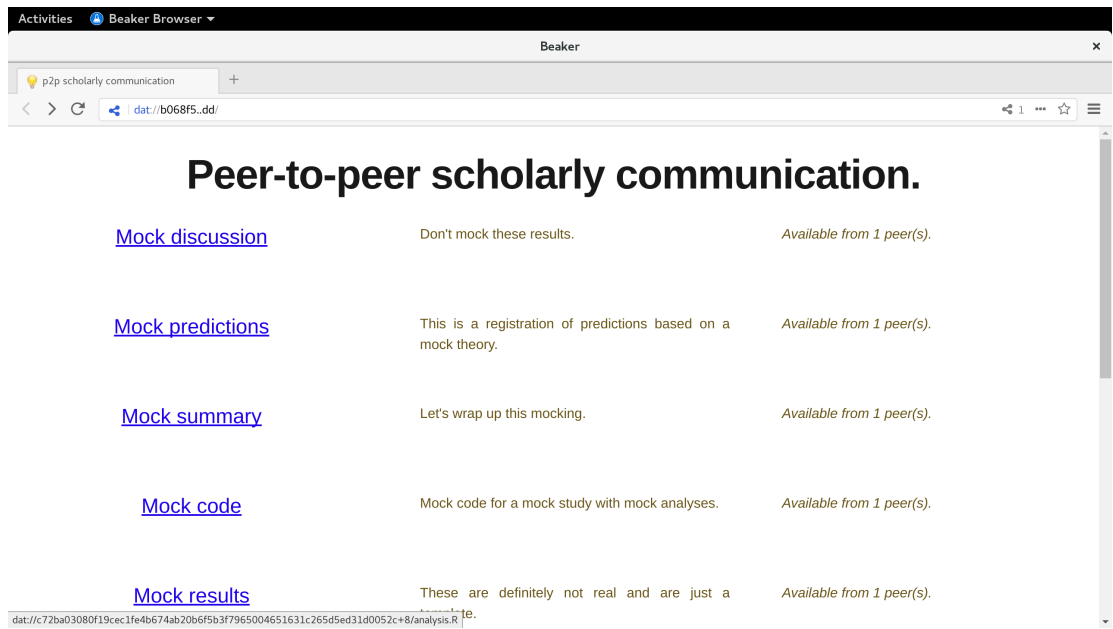 Activities Beaker Browser
Beaker
p2p scholarly communication
dat://b068f5..dd/ 1
Peer-to-peer scholarly communication.
Mock discussion Don't mock these results. Available from 1 peer(s).
Mock predictions This is a registration of predictions based on a Available from 1 peer(s).
mock theory.
Mock summary Let's wrap up this mocking. Available from 1 peer(s).
Mock code Mock code for a mock study with mock analyses. Available from 1 peer(s).
Mock results These are definitely not real and are just a Available from 1 peer(s).
dat://c72ba03080f19cec1fe4b674ab20b6f5b3f7965004651631c265d5ed31d0052c+8/analysis.R